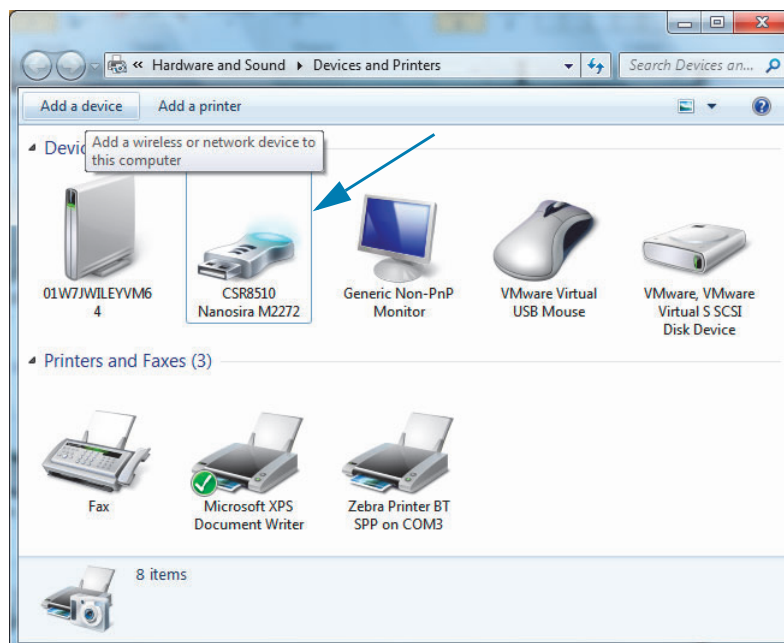 « Hardware and Sound ▸ Devices and Printers
Search Devices an...
Add a device
Add a printer
Add a wireless or network device to
this computer
01W7JWILEYVM6
4
CSR8510
Nanosira M2272
Generic Non-PnP
Monitor
VMware Virtual
USB Mouse
VMware, VMware
Virtual S SCSI
Disk Device
Printers and Faxes (3)
Fax
Microsoft XPS
Document Writer
Zebra Printer BT
SPP on COM3
8 items